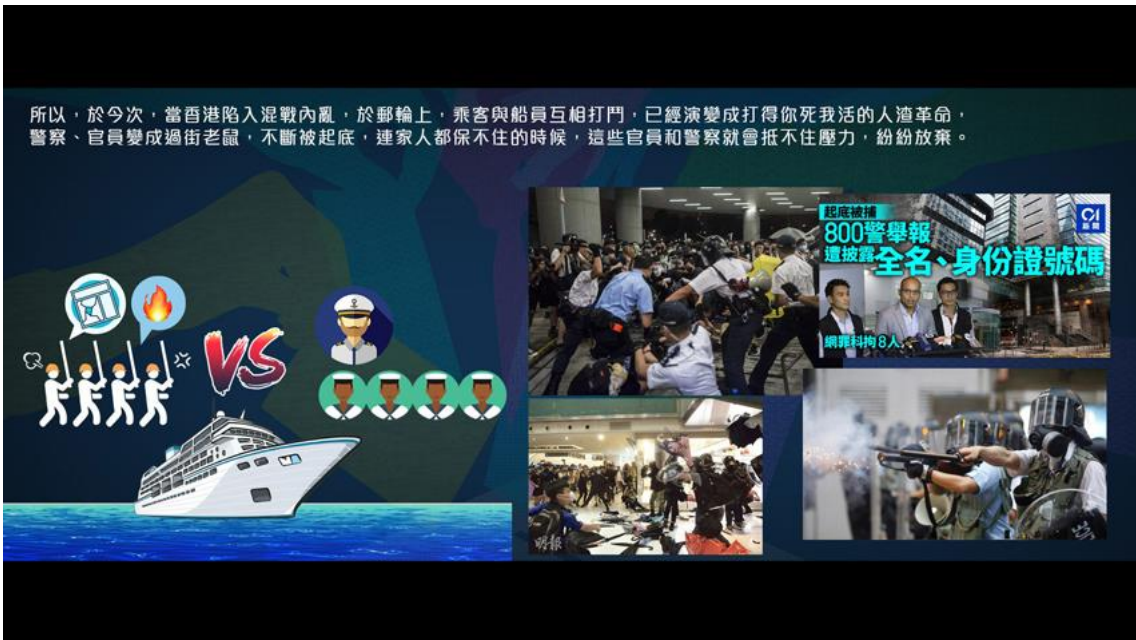 所以，於今次，當香港陷入混戰內亂，於郵輪上，乘客與船員互相打鬥，已經演變成打得你死我活的人渣革命，
警察、官員變成過街老鼠，不斷被起底，連家人都保不住的時候，這些官員和警察就會抵不住壓力，紛紛放棄。
起底被捕
800警舉報
遭披露全名、身份證號碼
01
新聞
網罪科拘8人
VS
明報